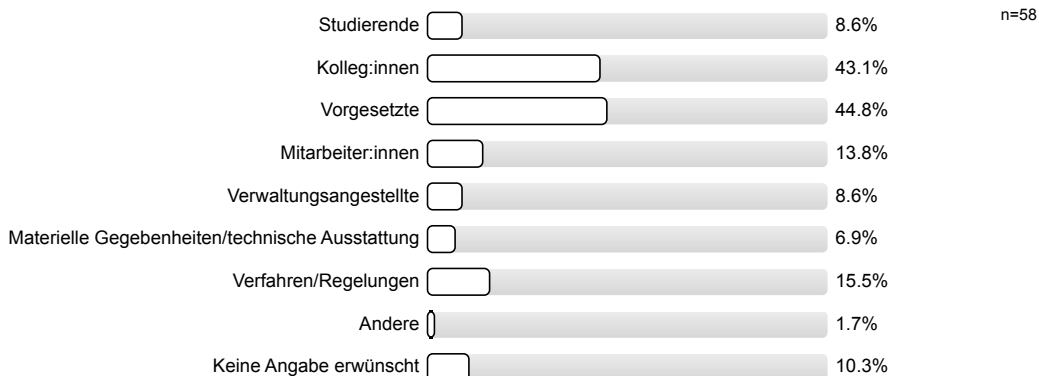 n=58
Studierende 8.6%
Kolleg:innen 43.1%
Vorgesetzte 44.8%
Mitarbeiter:innen 13.8%
Verwaltungsangestellte 8.6%
Materielle Gegebenheiten/technische Ausstattung 6.9%
Verfahren/Regelungen 15.5%
Andere 1.7%
Keine Angabe erwünscht 10.3%